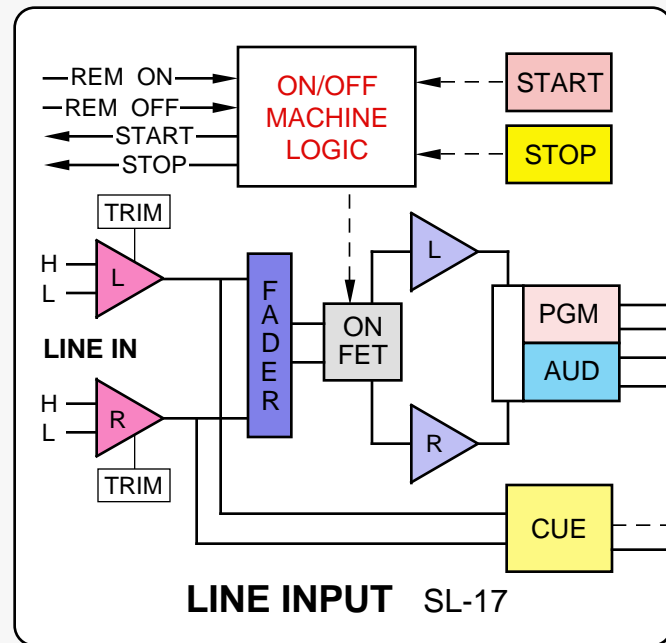 REM ON
REM OFF
START
STOP
ON/OFF
MACHINE
LOGIC
START
STOP
TRIM
H
L
L
LINE IN
H
L
R
TRIM
FADER
ON
FET
L
R
PGM
AUD
CUE
LINE INPUT SL-17